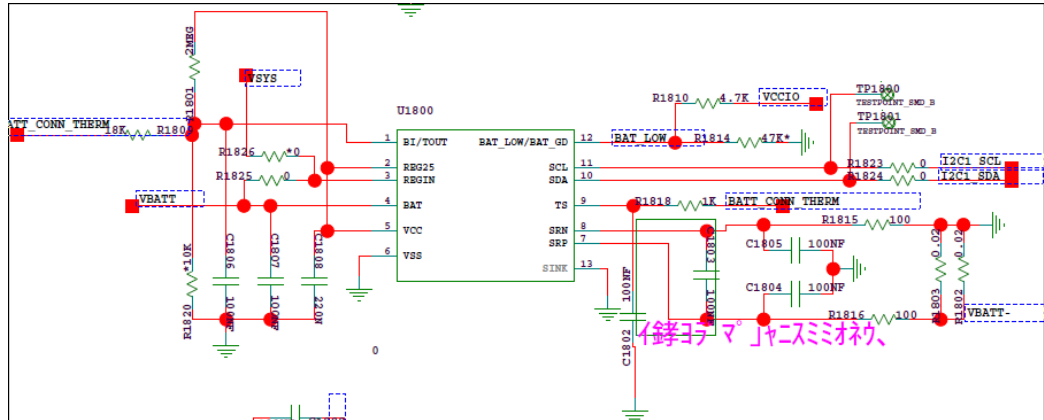 2MEG
R1801
VSYS
ATT_CONN_THERM
18K
R1809
R1826
*0
R1825
0
VBATT
*10K
R1820
C1806
100NF
C1807
100NF
C1808
220N
0
U1800
1
BI/TOUT
2
REG25
3
REGIN
4
BAT
5
VCC
6
VSS
BAT_LOW/BAT_GD
12
SCL
11
SDA
10
TS
9
SRN
8
SRP
7
SINK
13
R1810
4.7K
VCCIO
BAT_LOW
R1814
47K*
TP1800
TESTPOINT_SMD_B
TP1801
TESTPOINT_SMD_B
R1823
0
I2C1_SCL
R1824
0
I2C1_SDA
R1818
1K
BATT_CONN_THERM
R1815
100
C1803
100NF
C1805
100NF
C1804
100NF
100NF
C1802
R1816
100
0.02
R1803
0.02
R1802
VBATT-